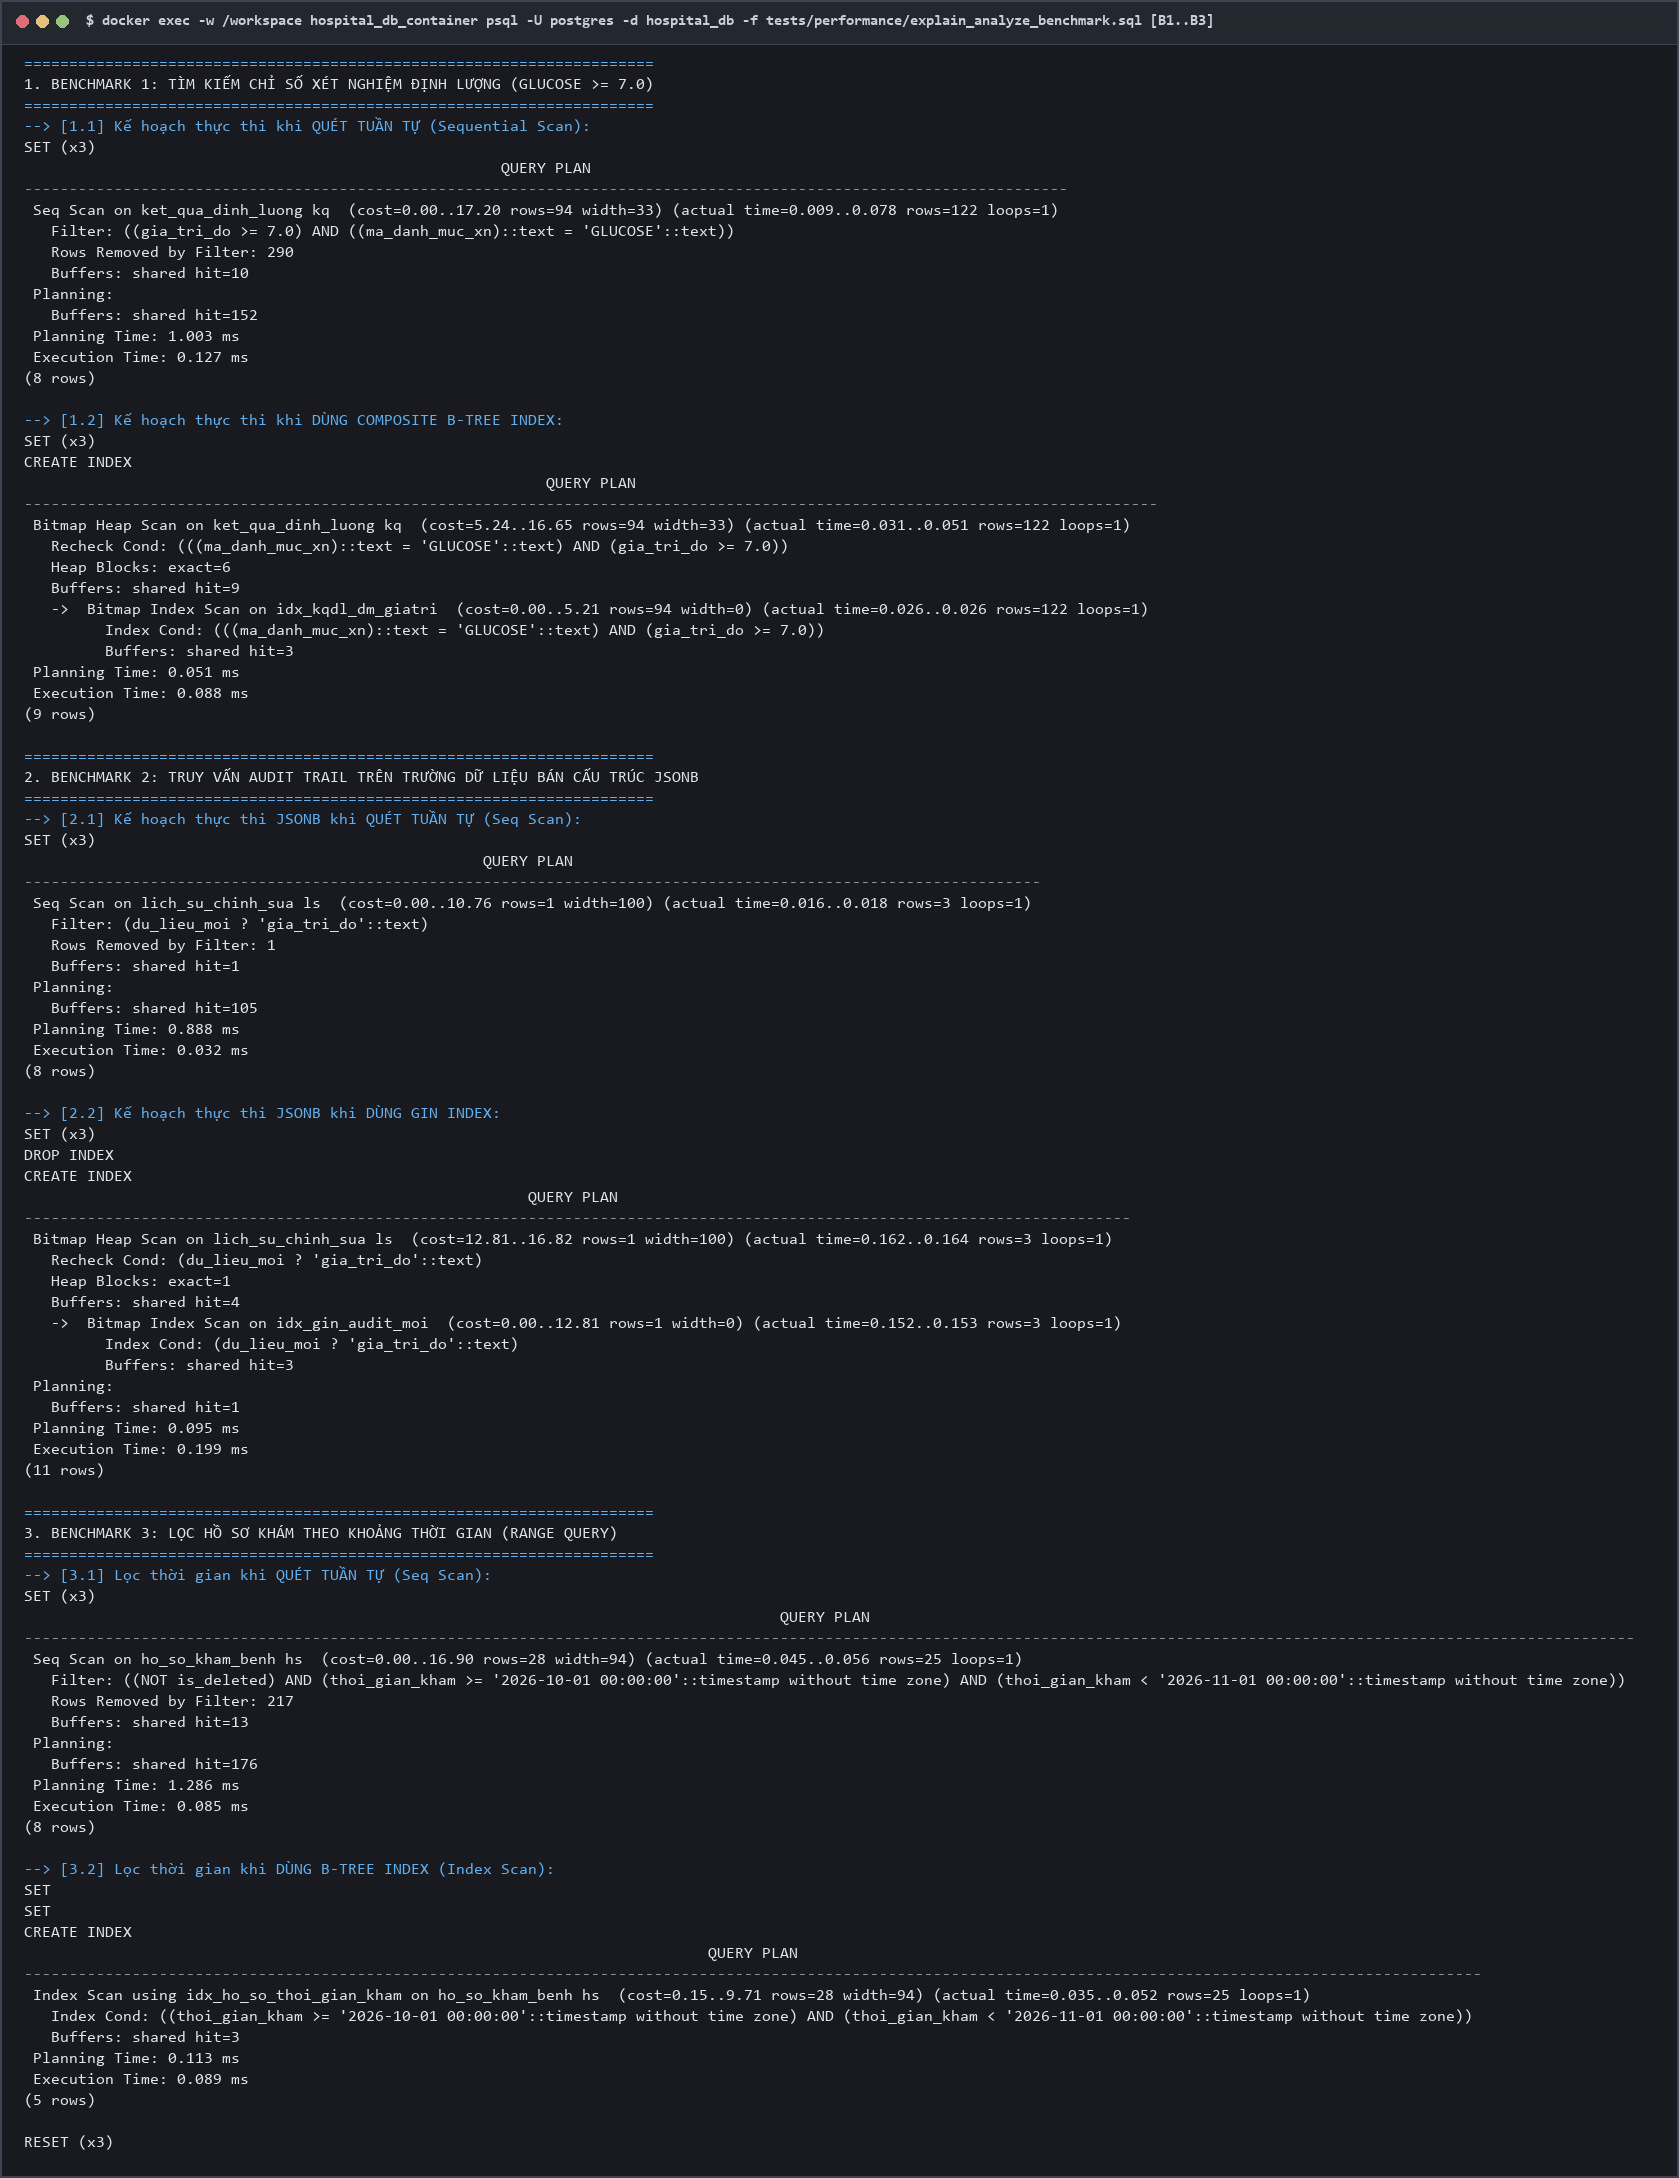 $ docker exec -w /workspace hospital_db_container psql -U postgres -d hospital_db -f tests/performance/explain_analyze_benchmark.sql [B1..B3]
======================================================================
1. BENCHMARK 1: TÌM KIẾM CHỈ SỐ XÉT NGHIỆM ĐỊNH LƯỢNG (GLUCOSE >= 7.0)
======================================================================
--> [1.1] Kế hoạch thực thi khi QUÉT TUẦN TỰ (Sequential Scan):
SET (x3)
QUERY PLAN
--------------------------------------------------------------------------------------------------------------------
Seq Scan on ket_qua_dinh_luong kq  (cost=0.00..17.20 rows=94 width=33) (actual time=0.009..0.078 rows=122 loops=1)
Filter: ((gia_tri_do >= 7.0) AND ((ma_danh_muc_xn)::text = 'GLUCOSE'::text))
Rows Removed by Filter: 290
Buffers: shared hit=10
Planning:
Buffers: shared hit=152
Planning Time: 1.003 ms
Execution Time: 0.127 ms
(8 rows)
--> [1.2] Kế hoạch thực thi khi DÙNG COMPOSITE B-TREE INDEX:
SET (x3)
CREATE INDEX
QUERY PLAN
------------------------------------------------------------------------------------------------------------------------------
Bitmap Heap Scan on ket_qua_dinh_luong kq  (cost=5.24..16.65 rows=94 width=33) (actual time=0.031..0.051 rows=122 loops=1)
Recheck Cond: (((ma_danh_muc_xn)::text = 'GLUCOSE'::text) AND (gia_tri_do >= 7.0))
Heap Blocks: exact=6
Buffers: shared hit=9
->  Bitmap Index Scan on idx_kqdl_dm_giatri  (cost=0.00..5.21 rows=94 width=0) (actual time=0.026..0.026 rows=122 loops=1)
Index Cond: (((ma_danh_muc_xn)::text = 'GLUCOSE'::text) AND (gia_tri_do >= 7.0))
Buffers: shared hit=3
Planning Time: 0.051 ms
Execution Time: 0.088 ms
(9 rows)
======================================================================
2. BENCHMARK 2: TRUY VẤN AUDIT TRAIL TRÊN TRƯỜNG DỮ LIỆU BÁN CẤU TRÚC JSONB
======================================================================
--> [2.1] Kế hoạch thực thi JSONB khi QUÉT TUẦN TỰ (Seq Scan):
SET (x3)
QUERY PLAN
-----------------------------------------------------------------------------------------------------------------
Seq Scan on lich_su_chinh_sua ls  (cost=0.00..10.76 rows=1 width=100) (actual time=0.016..0.018 rows=3 loops=1)
Filter: (du_lieu_moi ? 'gia_tri_do'::text)
Rows Removed by Filter: 1
Buffers: shared hit=1
Planning:
Buffers: shared hit=105
Planning Time: 0.888 ms
Execution Time: 0.032 ms
(8 rows)
--> [2.2] Kế hoạch thực thi JSONB khi DÙNG GIN INDEX:
SET (x3)
DROP INDEX
CREATE INDEX
QUERY PLAN
---------------------------------------------------------------------------------------------------------------------------
Bitmap Heap Scan on lich_su_chinh_sua ls  (cost=12.81..16.82 rows=1 width=100) (actual time=0.162..0.164 rows=3 loops=1)
Recheck Cond: (du_lieu_moi ? 'gia_tri_do'::text)
Heap Blocks: exact=1
Buffers: shared hit=4
->  Bitmap Index Scan on idx_gin_audit_moi  (cost=0.00..12.81 rows=1 width=0) (actual time=0.152..0.153 rows=3 loops=1)
Index Cond: (du_lieu_moi ? 'gia_tri_do'::text)
Buffers: shared hit=3
Planning:
Buffers: shared hit=1
Planning Time: 0.095 ms
Execution Time: 0.199 ms
(11 rows)
======================================================================
3. BENCHMARK 3: LỌC HỒ SƠ KHÁM THEO KHOẢNG THỜI GIAN (RANGE QUERY)
======================================================================
--> [3.1] Lọc thời gian khi QUÉT TUẦN TỰ (Seq Scan):
SET (x3)
QUERY PLAN
-----------------------------------------------------------------------------------------------------------------------------------------------------------------------------------
Seq Scan on ho_so_kham_benh hs  (cost=0.00..16.90 rows=28 width=94) (actual time=0.045..0.056 rows=25 loops=1)
Filter: ((NOT is_deleted) AND (thoi_gian_kham >= '2026-10-01 00:00:00'::timestamp without time zone) AND (thoi_gian_kham < '2026-11-01 00:00:00'::timestamp without time zone))
Rows Removed by Filter: 217
Buffers: shared hit=13
Planning:
Buffers: shared hit=176
Planning Time: 1.286 ms
Execution Time: 0.085 ms
(8 rows)
--> [3.2] Lọc thời gian khi DÙNG B-TREE INDEX (Index Scan):
SET
SET
CREATE INDEX
QUERY PLAN
------------------------------------------------------------------------------------------------------------------------------------------------------------------
Index Scan using idx_ho_so_thoi_gian_kham on ho_so_kham_benh hs  (cost=0.15..9.71 rows=28 width=94) (actual time=0.035..0.052 rows=25 loops=1)
Index Cond: ((thoi_gian_kham >= '2026-10-01 00:00:00'::timestamp without time zone) AND (thoi_gian_kham < '2026-11-01 00:00:00'::timestamp without time zone))
Buffers: shared hit=3
Planning Time: 0.113 ms
Execution Time: 0.089 ms
(5 rows)
RESET (x3)